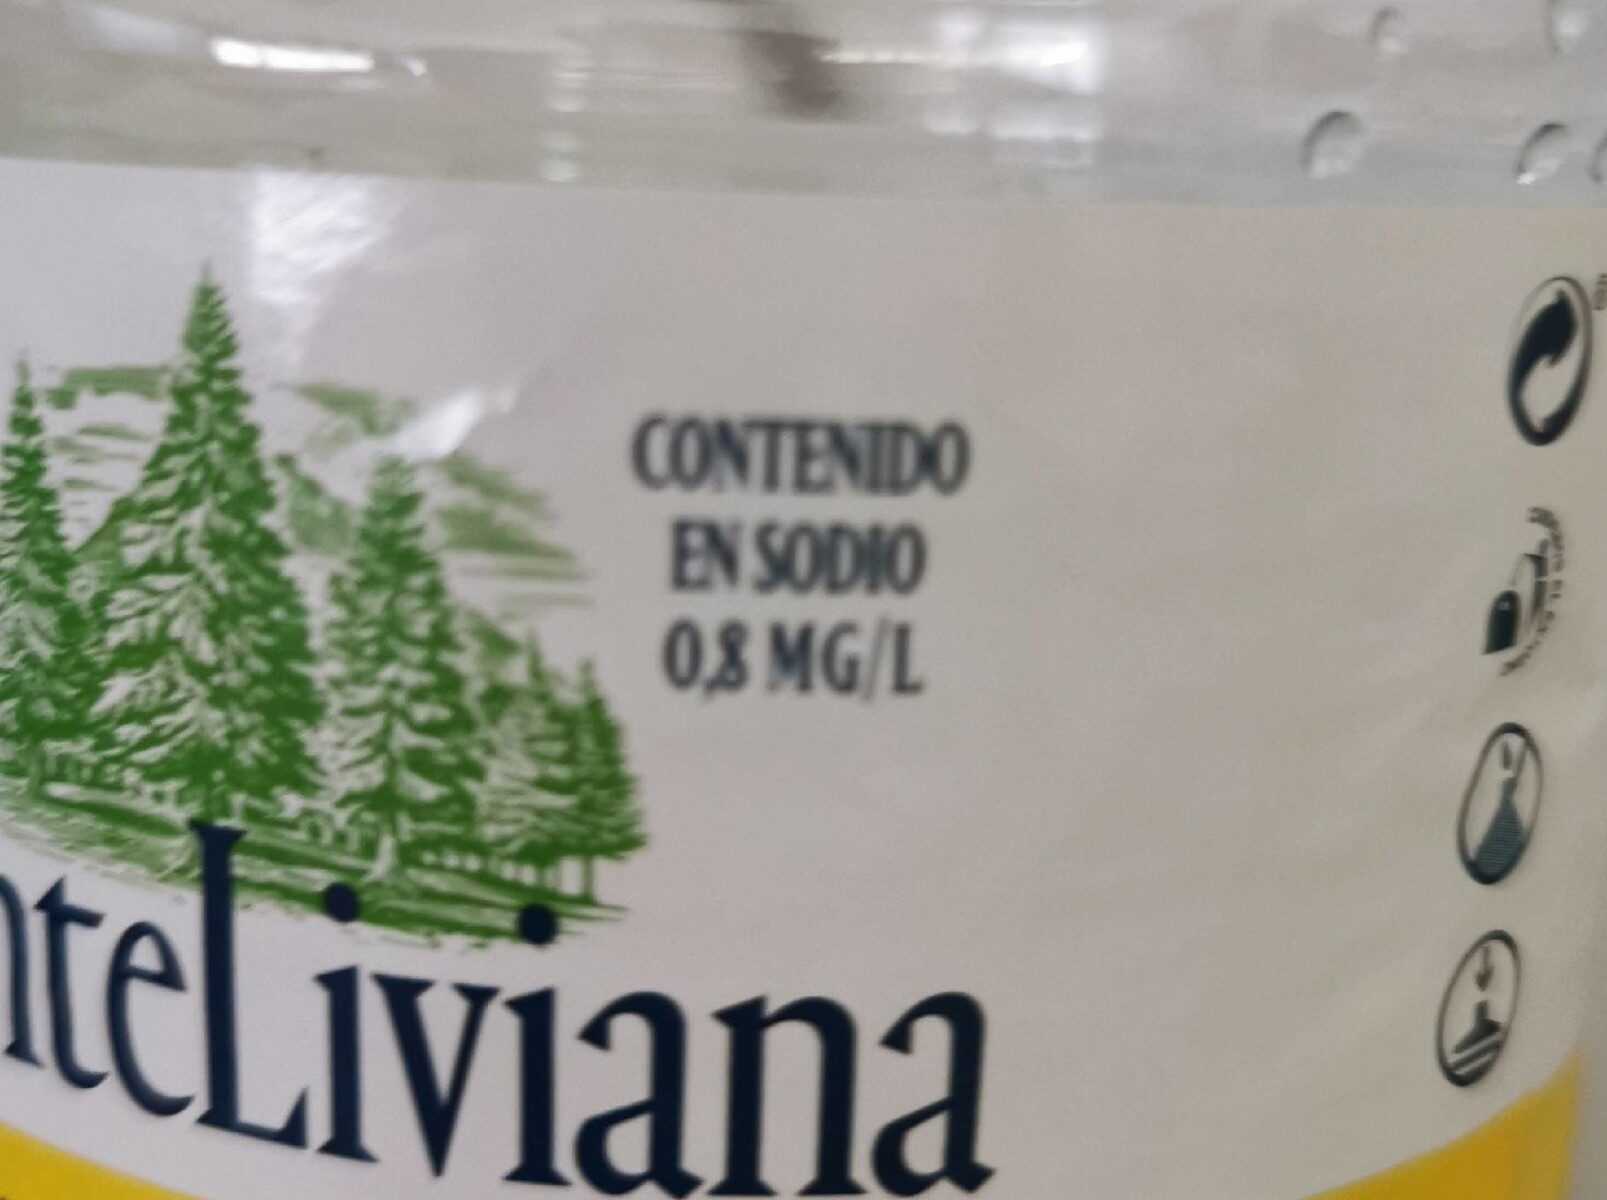 CONTENIDO
EN SODIO
0,8 MG/L
nteLiviana